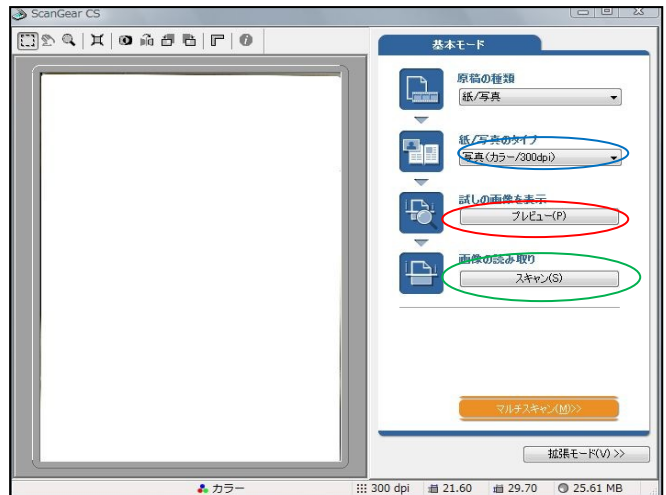 ScanGear CS
基本モード
原稿の種類
紙/写真
紙/写真のタイプ
写真(カラー/300dpi)
試しの画像を表示
プレビュー(P)
画像の読み取り
スキャン(S)
マルチスキャン(M)>>
拡張モード(V) >>
カラー
300 dpi
21.60
29.70
25.61 MB